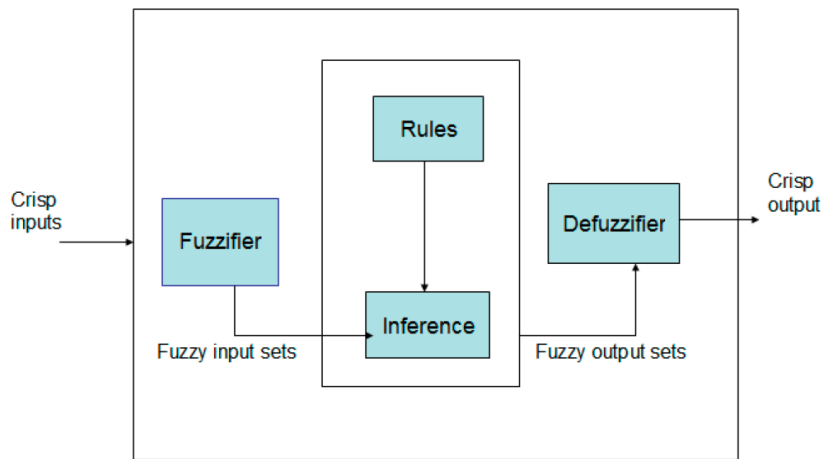 Rules
Crisp
inputs
Fuzzifier
Defuzzifier
Crisp
output
Inference
Fuzzy input sets
Fuzzy output sets